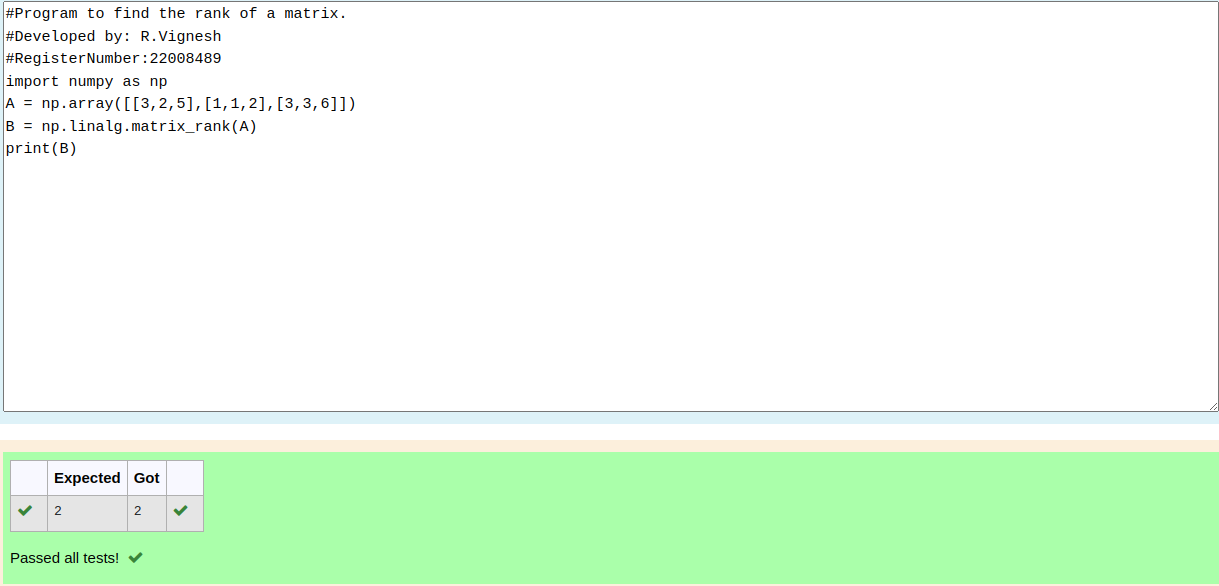 #Program to find the rank of a matrix.
#Developed by: R.Vignesh
#RegisterNumber:22008489
import numpy as np
A = np.array([[3,2,5],[1,1,2],[3,3,6]])
B = np.linalg.matrix_rank(A)
print(B)
Expected Got
2 2
Passed all tests!